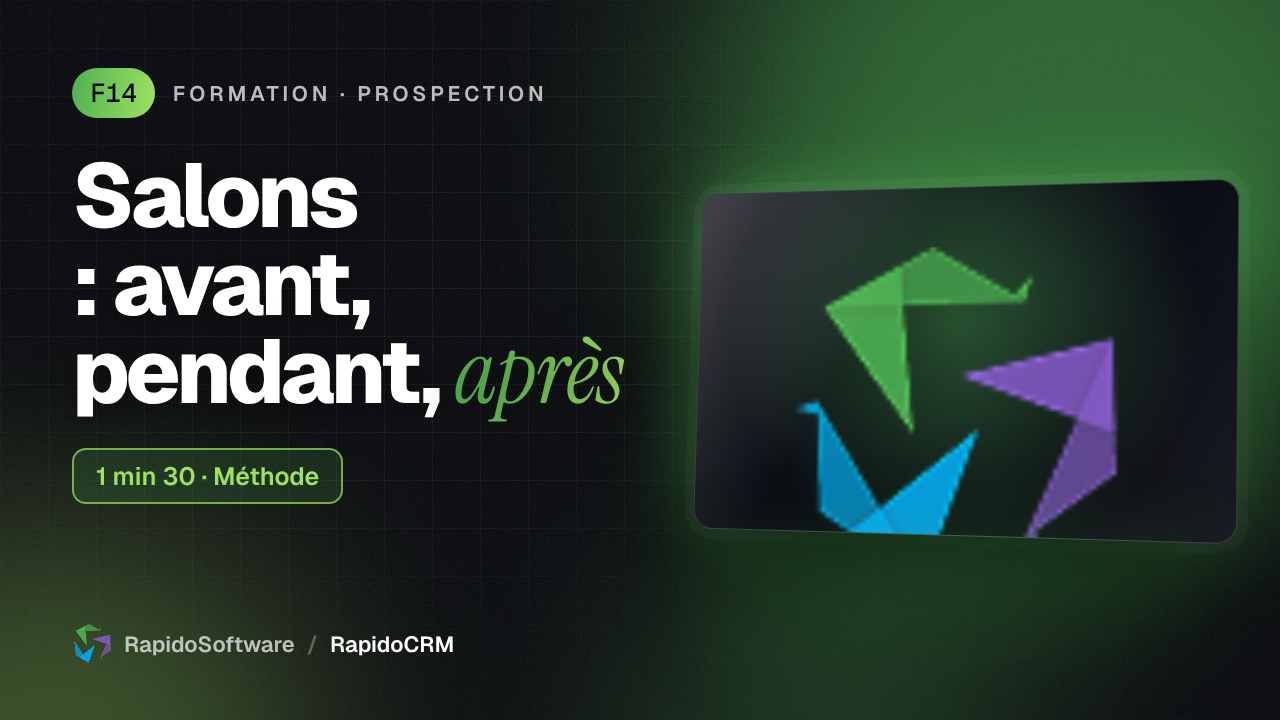 F14 FORMATION · PROSPECTION
Salons
: avant,
pendant, après
1 min 30 · Méthode
RapidoSoftware / RapidoCRM